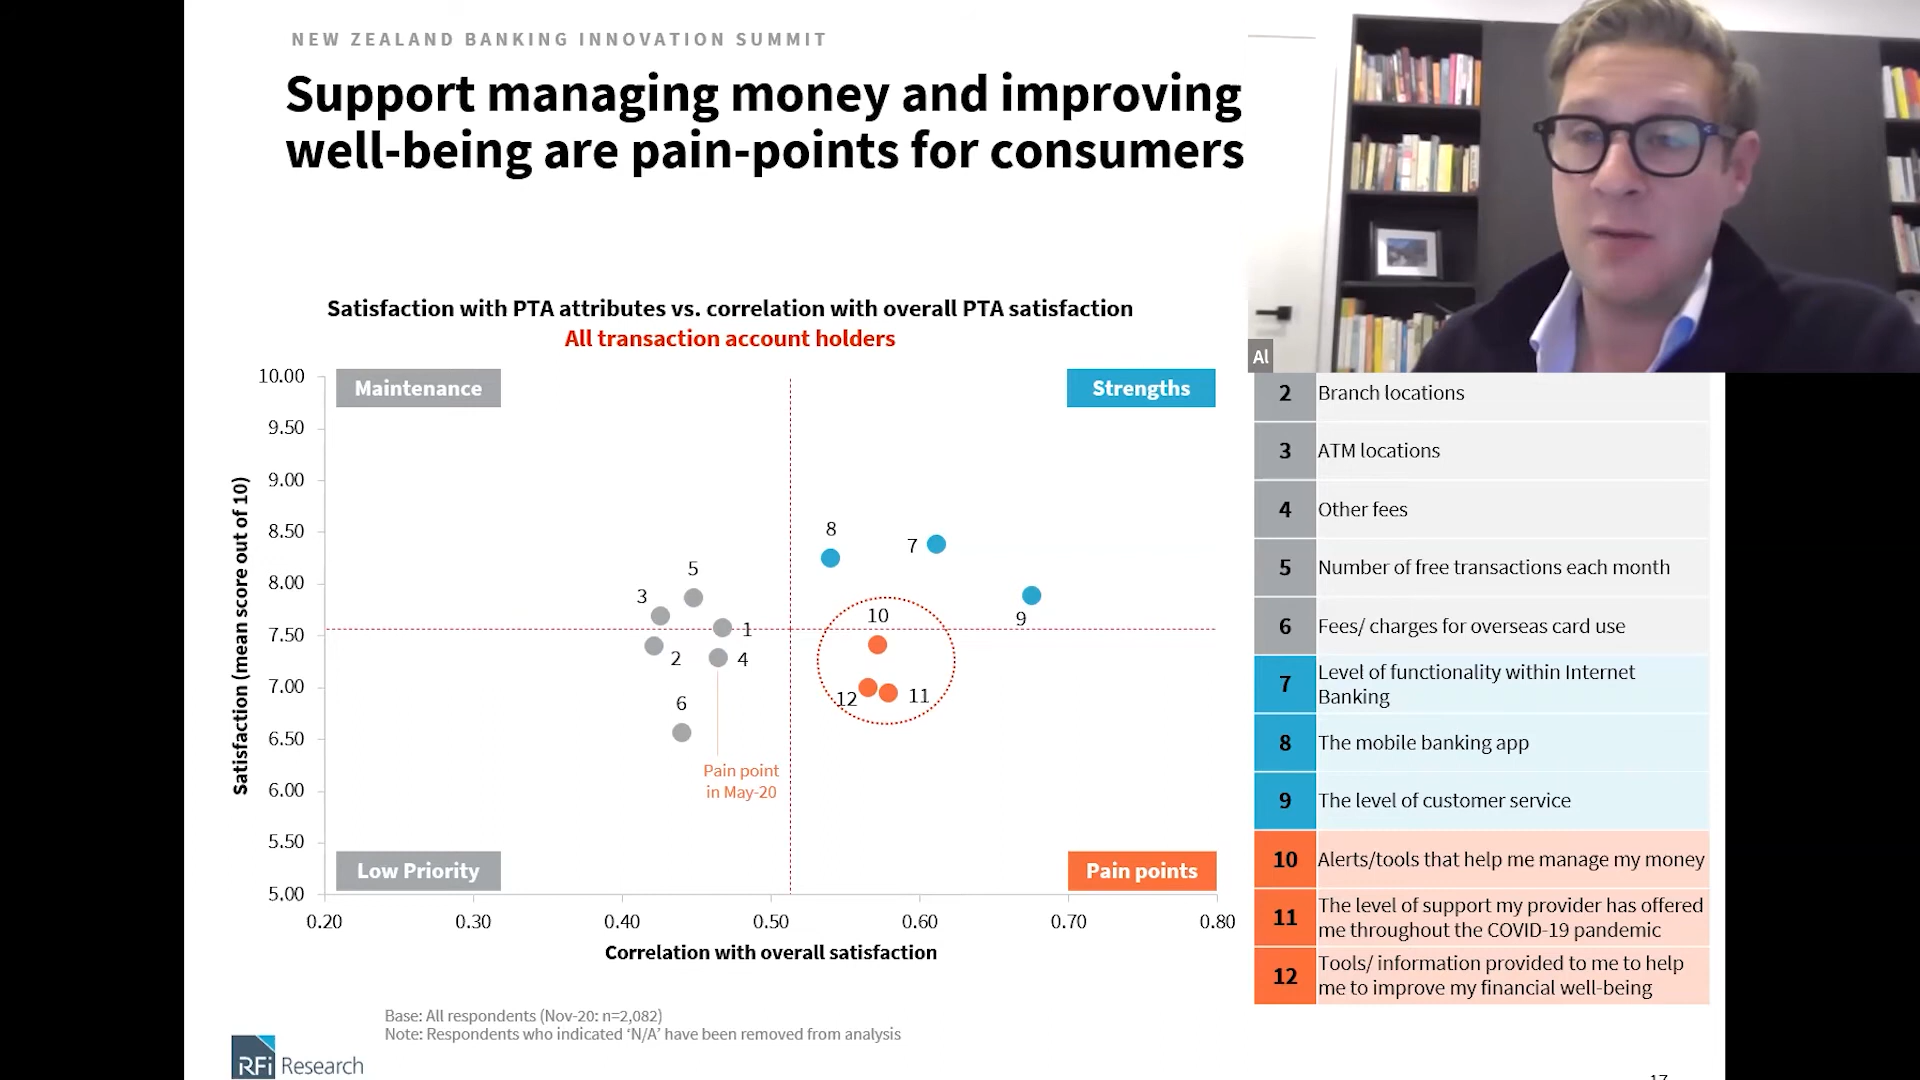 NEW ZEALAND BANKING INNOVATION SUMMIT
Support managing money and improving
well-being are pain-points for consumers
Satisfaction with PTA attributes vs. correlation with overall PTA satisfaction
All transaction account holders
Al
Satisfaction (mean score out of 10)
10.00
9.50
9.00
8.50
8.00
7.50
7.00
6.50
6.00
5.50
5.00
Maintenance
Strengths
8
7
5
3
10
9
1
2
4
12
11
6
Pain point
in May-20
Low Priority
Pain points
0.20
0.30
0.40
0.50
0.60
0.70
0.80
Correlation with overall satisfaction
2 Branch locations
3 ATM locations
4 Other fees
5 Number of free transactions each month
6 Fees/ charges for overseas card use
7 Level of functionality within Internet
Banking
8 The mobile banking app
9 The level of customer service
10 Alerts/tools that help me manage my money
11 The level of support my provider has offered
me throughout the COVID-19 pandemic
12 Tools/ information provided to me to help
me to improve my financial well-being
Base: All respondents (Nov-20: n=2,082)
Note: Respondents who indicated ‘N/A’ have been removed from analysis
RFi Research